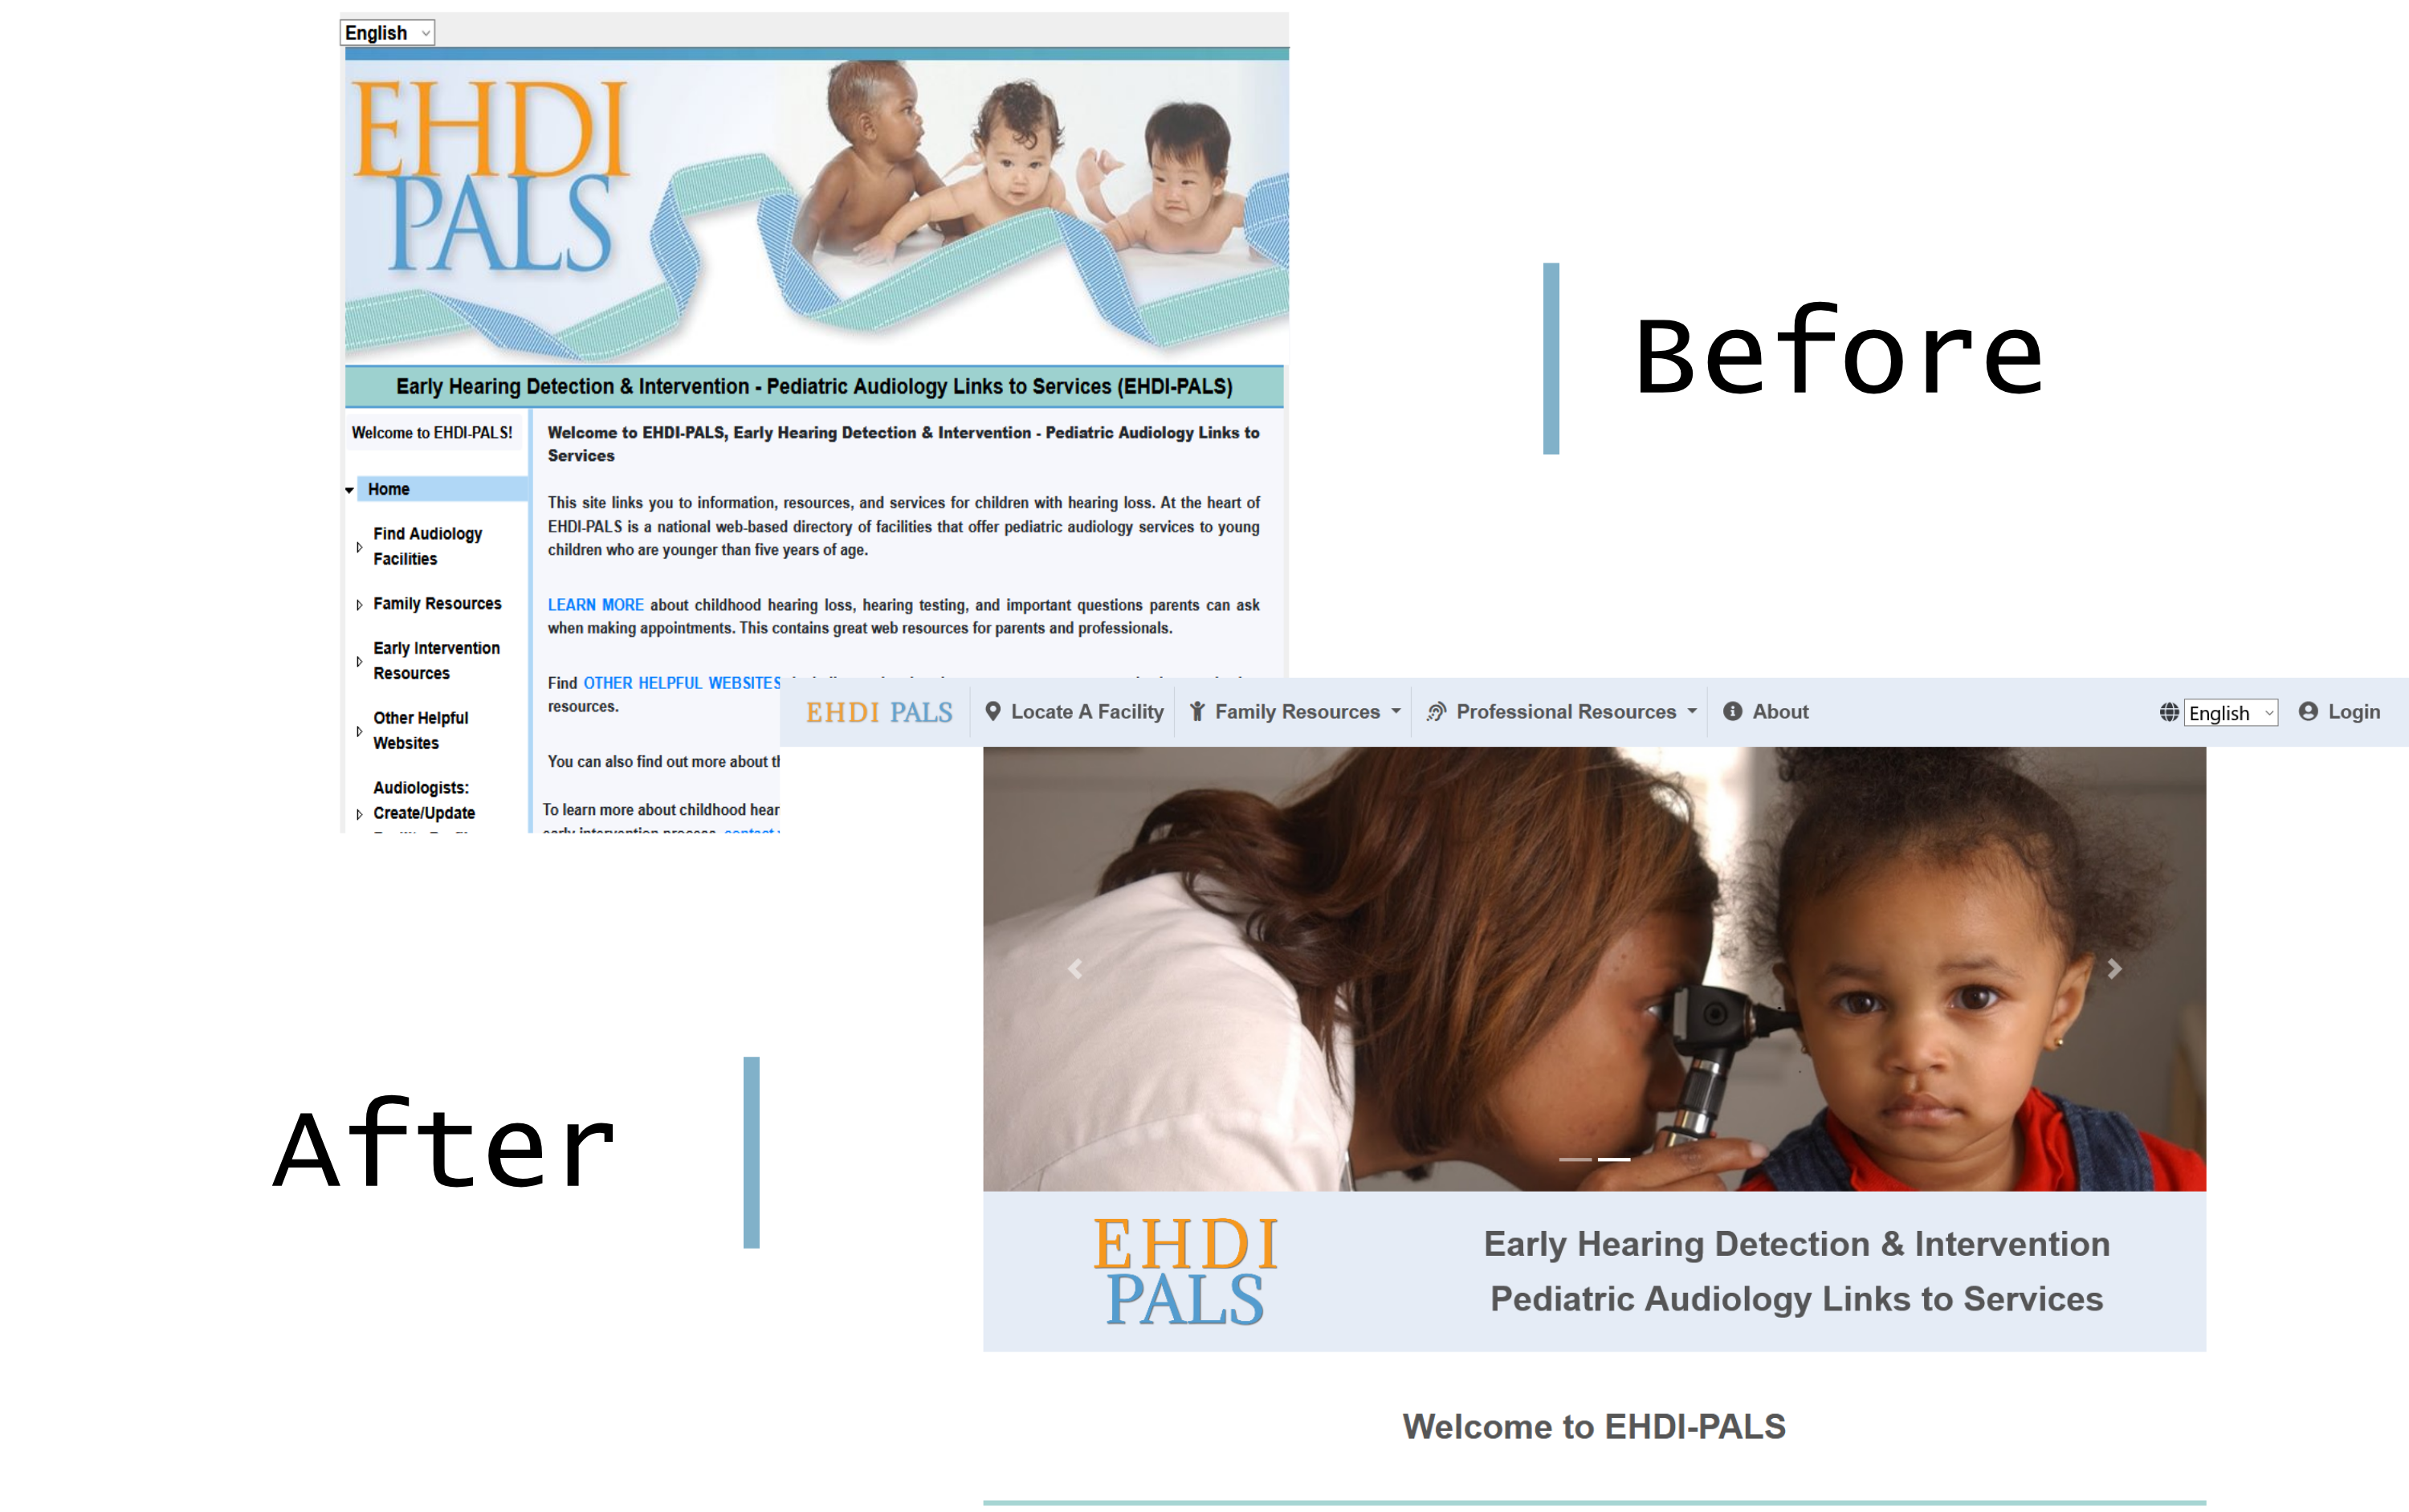 English
EHDI
PALS
Early Hearing Detection & Intervention - Pediatric Audiology Links to Services (EHDI-PALS)
Welcome to EHDI-PALS!
Home
Find Audiology
Facilities
Family Resources
Early Intervention
Resources
Other Helpful
Websites
Audiologists:
Create/Update
Welcome to EHDI-PALS, Early Hearing Detection & Intervention - Pediatric Audiology Links to
Services
This site links you to information, resources, and services for children with hearing loss. At the heart of
EHDI-PALS is a national web-based directory of facilities that offer pediatric audiology services to young
children who are younger than five years of age.
LEARN MORE about childhood hearing loss, hearing testing, and important questions parents can ask
when making appointments. This contains great web resources for parents and professionals.
Find OTHER HELPFUL WEBSITES
resources.
You can also find out more about
To learn more about childhood
early intervention process, contact
Before
EHDI PALS
Locate A Facility
Family Resources
Professional Resources
About
English
Login
After
EHDI
PALS
Early Hearing Detection & Intervention
Pediatric Audiology Links to Services
Welcome to EHDI-PALS